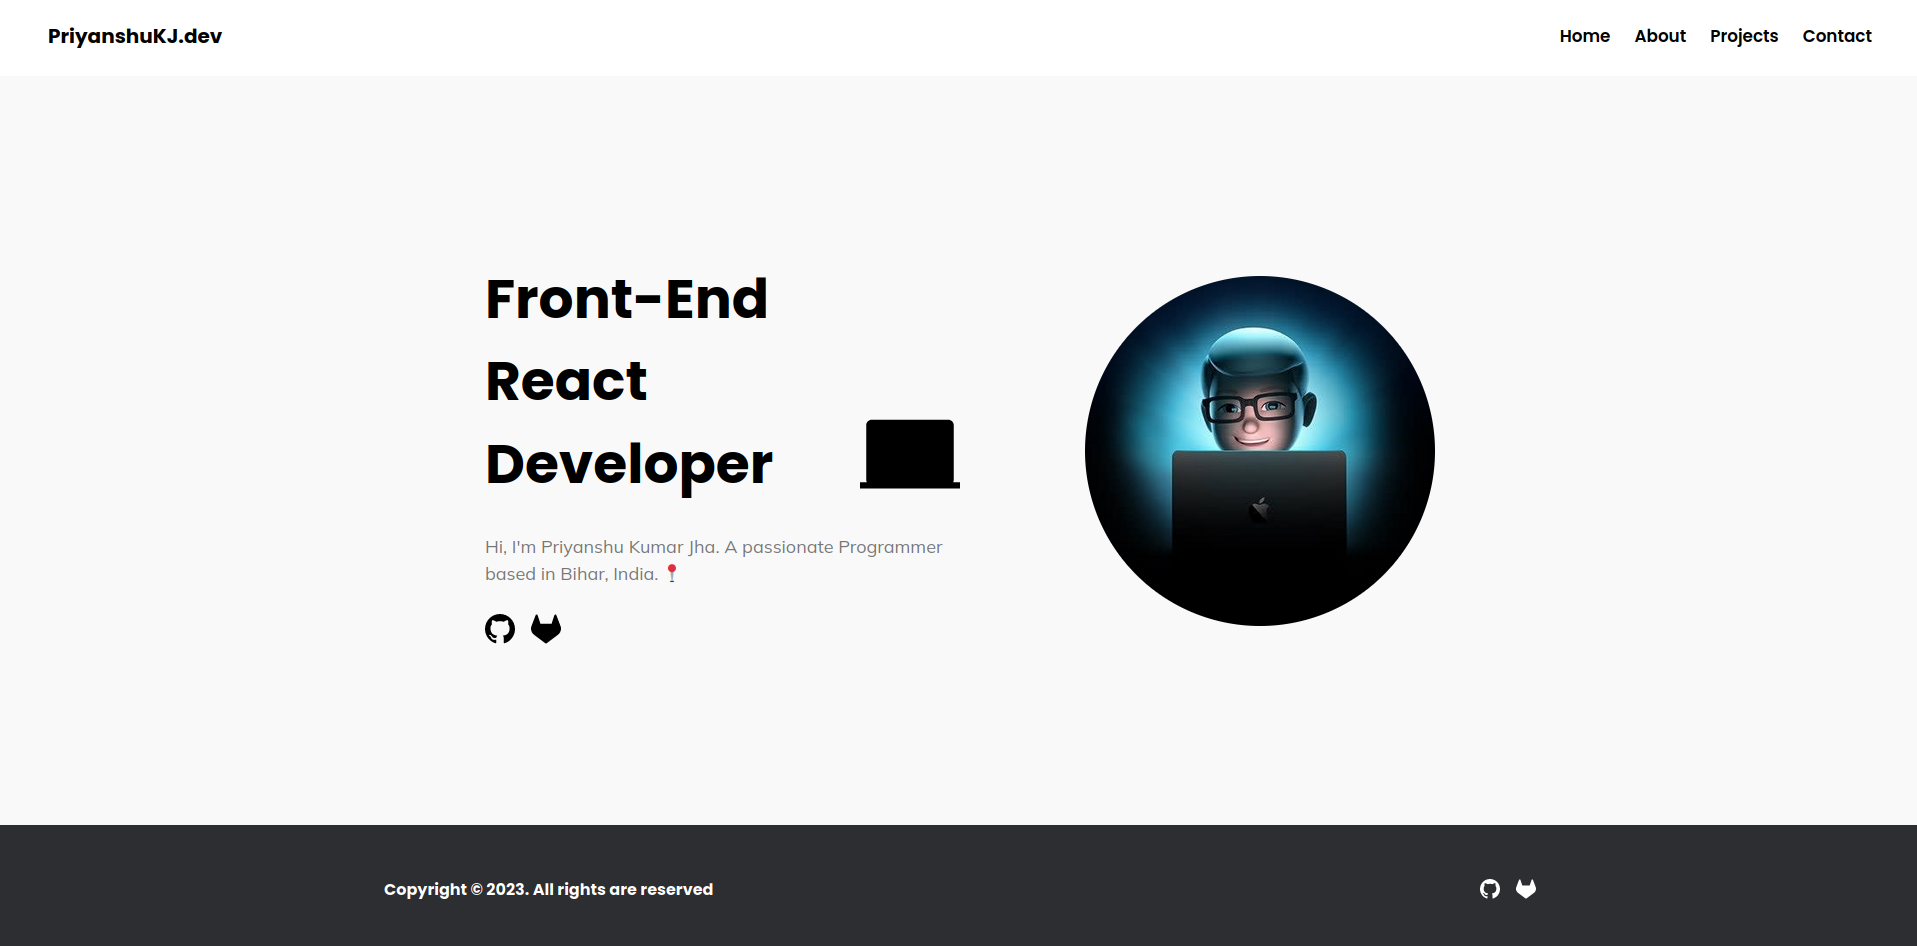 PriyanshuKJ.dev
Home About Projects Contact
Front-End
React
Developer
Hi, I'm Priyanshu Kumar Jha. A passionate Programmer
based in Bihar, India. 📍
Copyright © 2023. All rights are reserved